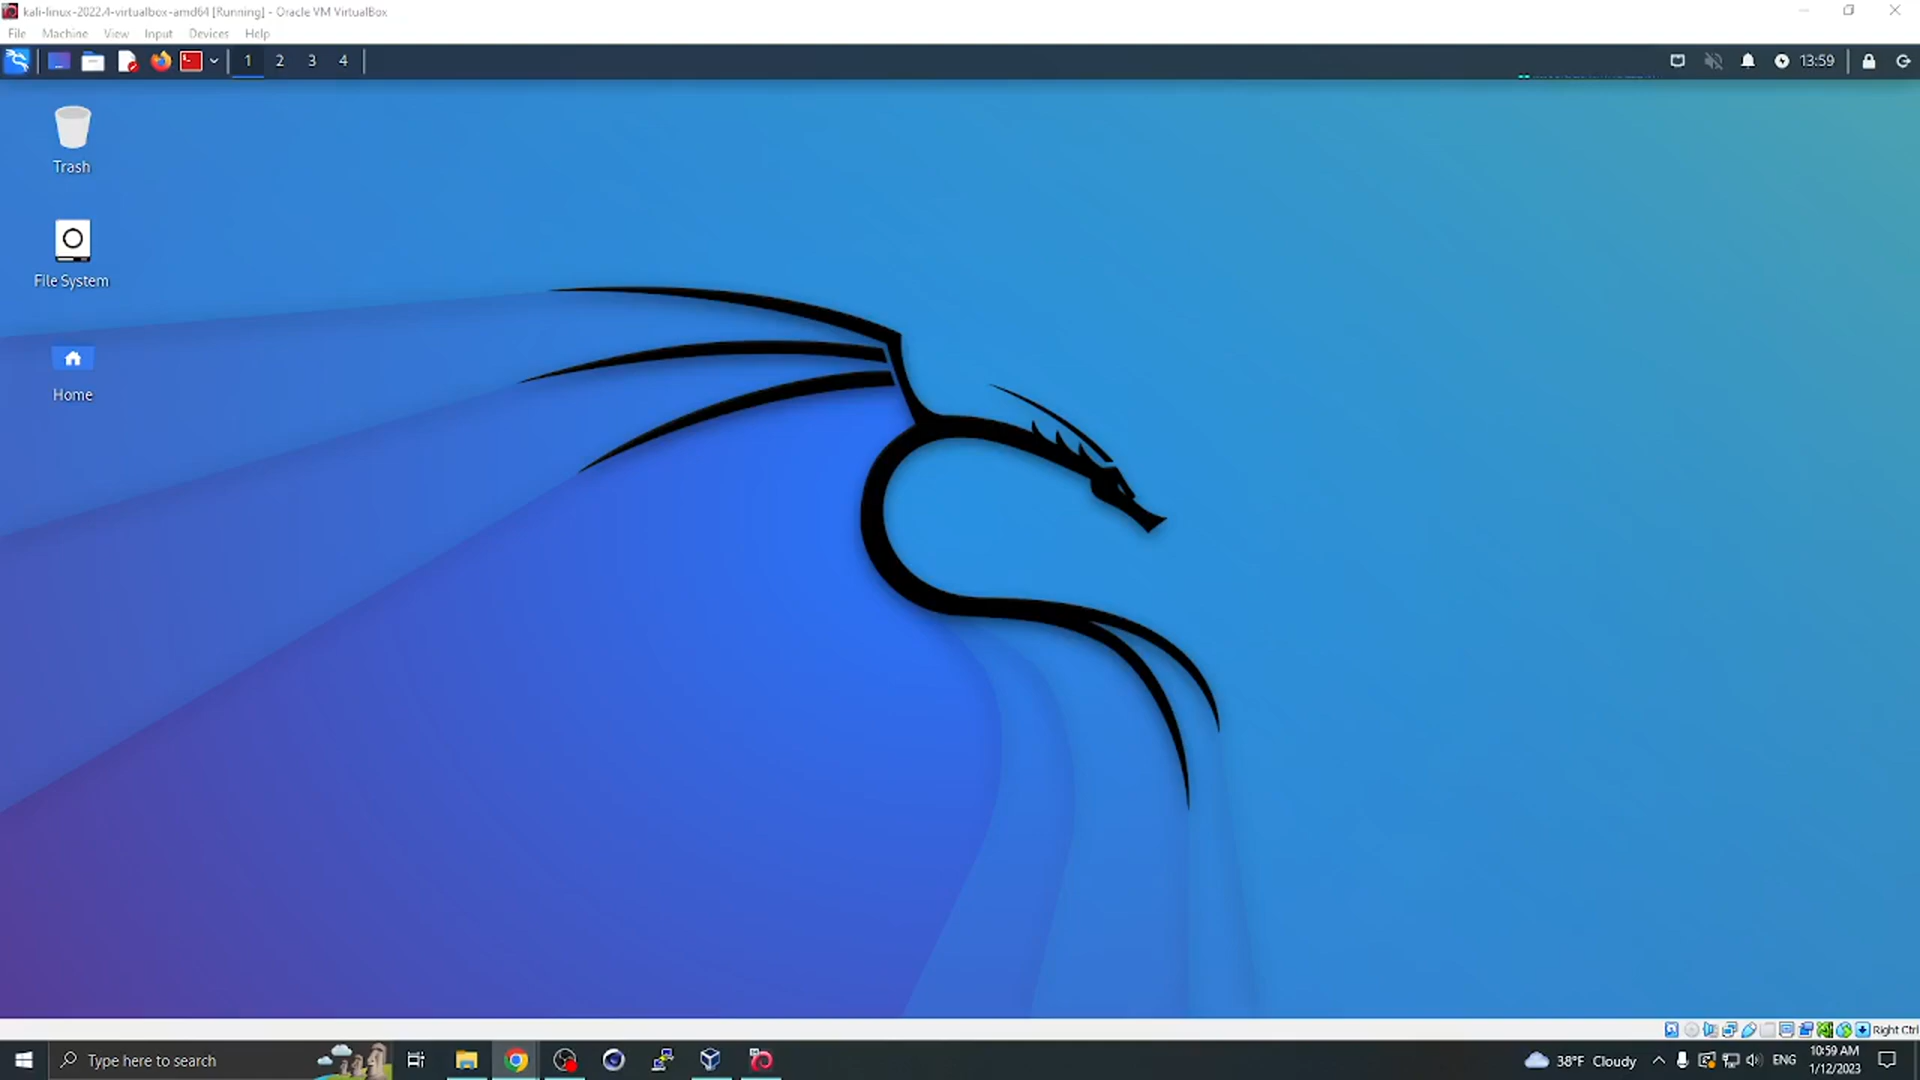 kali-linux-2022.4-virtualbox-amd64 [Running] - Oracle VM VirtualBox
File Machine View Input Devices Help
1 2 3 4
13:59
Trash
File System
Home
Right Ctrl
Type here to search
38°F Cloudy
ENG
10:59 AM
1/12/2023